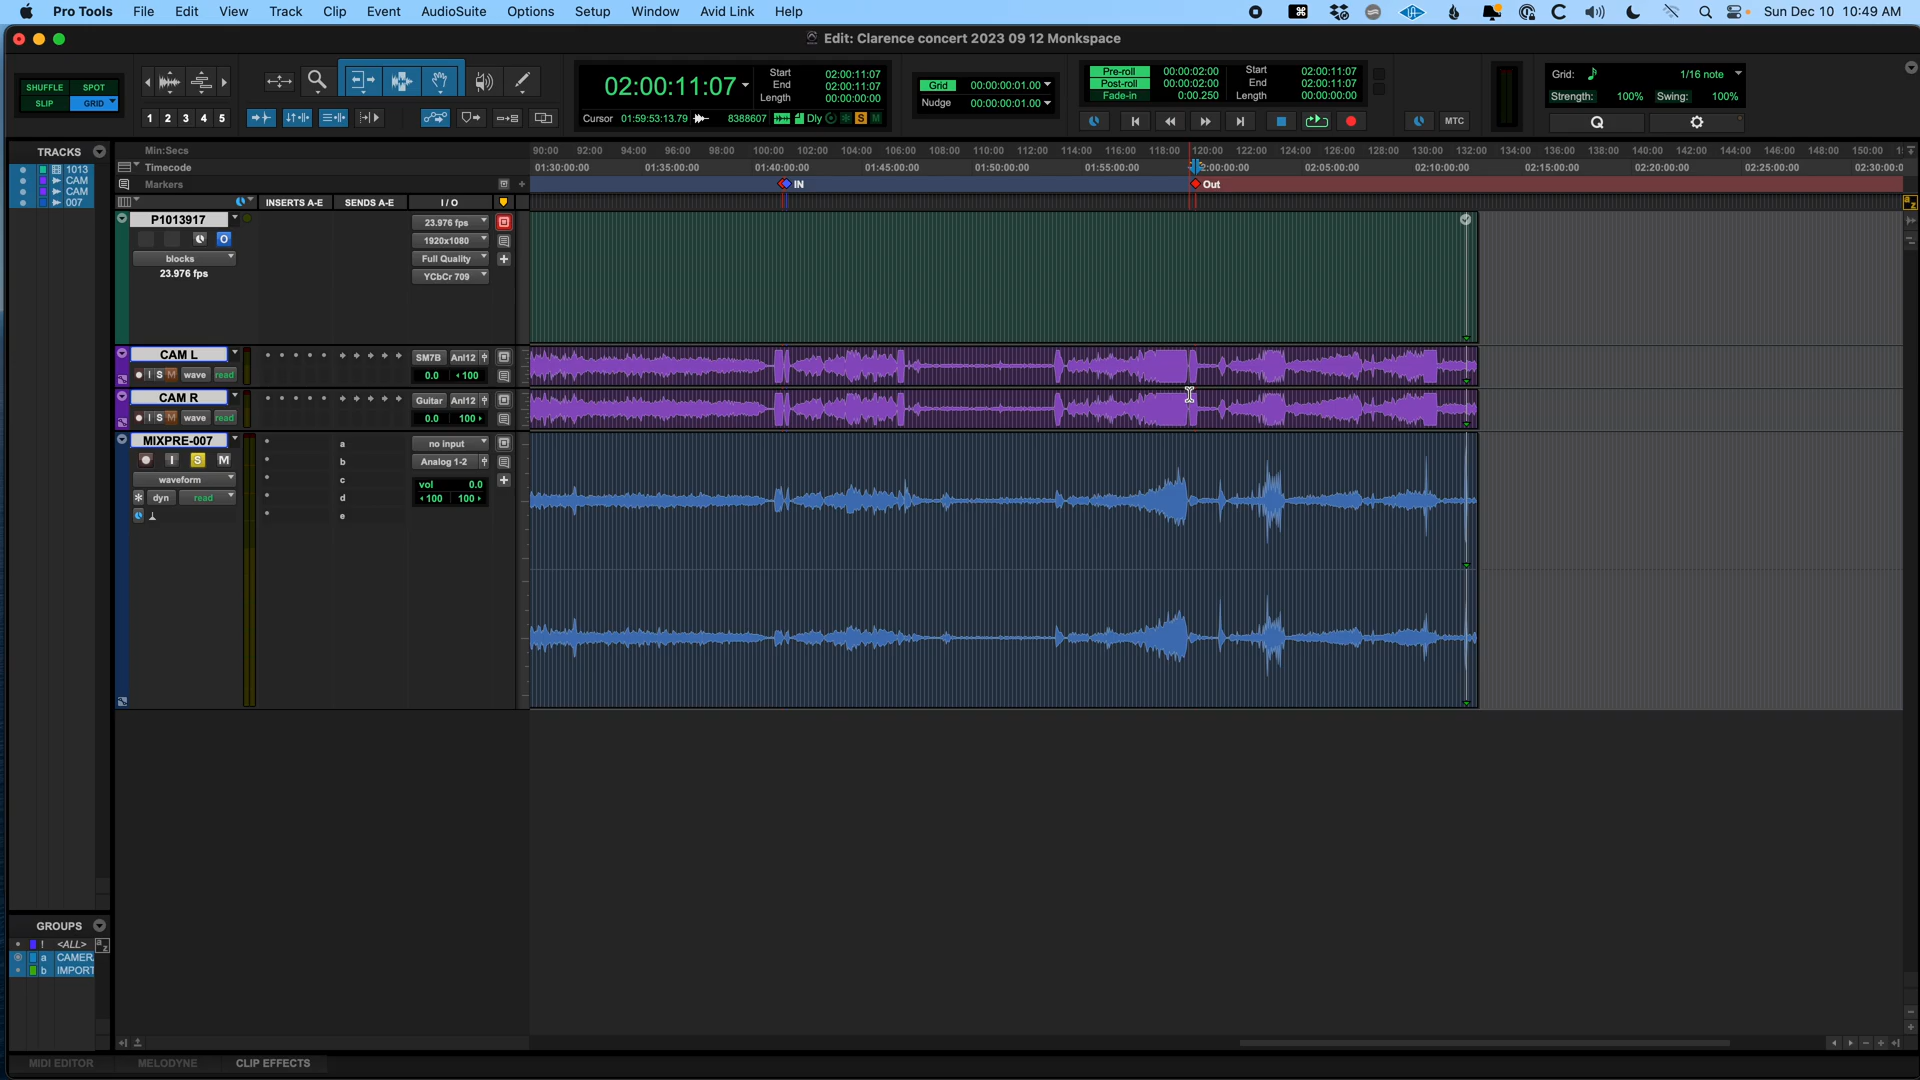 Pro Tools File Edit View Track Clip Event AudioSuite Options Setup Window Avid Link Help Sun Dec 10 10:49 AM
Edit: Clarence concert 2023 09 12 Monkspace
SHUFFLE SPOT
SLIP GRID
1 2 3 4 5
02:00:11:07
Start 02:00:11:07
End 02:00:11:07
Length 00:00:00:00
Cursor 01:59:53:13.79 8388607 Dly S M
Grid 00:00:00:01.00
Nudge 00:00:00:01.00
Pre-roll 00:00:02:00
Post-roll 00:00:02:00
Fade-in 0:00.250
Start 02:00:11:07
End 02:00:11:07
Length 00:00:00:00
MTC
Grid: 1/16 note
Strength: 100% Swing: 100%
Q
TRACKS
1013
CAM
CAM
007
Min:Secs 90:00 92:00 94:00 96:00 98:00 100:00 102:00 104:00 106:00 108:00 110:00 112:00 114:00 116:00 118:00 120:00 122:00 124:00 126:00 128:00 130:00 132:00 134:00 136:00 138:00 140:00 142:00 144:00 146:00 148:00 150:00
Timecode 01:30:00:00 01:35:00:00 01:40:00:00 01:45:00:00 01:50:00:00 01:55:00:00 2:00:00:00 02:05:00:00 02:10:00:00 02:15:00:00 02:20:00:00 02:25:00:00 02:30:00:0
Markers IN Out
INSERTS A-E SENDS A-E I / O
P1013917 23.976 fps
O 1920x1080
blocks Full Quality
23.976 fps YCbCr 709
CAM L SM7B Anl12
I S M wave read 0.0 100
CAM R Guitar Anl12
I S M wave read 0.0 100
MIXPRE-007 a no input
I S M b Analog 1-2
waveform c vol 0.0
dyn read d 100 100
e
GROUPS
! <ALL>
a CAMER
b IMPORT
MIDI EDITOR MELODYNE CLIP EFFECTS